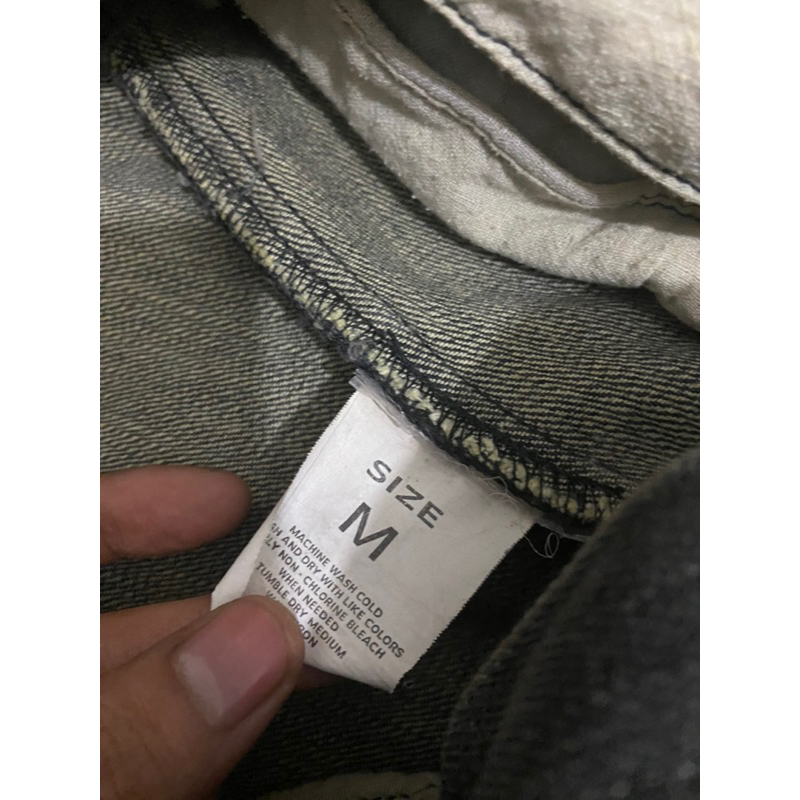 SIZE
M
MACHINE WASH COLD
AND DRY WITH LIKE COLORS
NON-CHLORINE BLEACH
WHEN NEEDED
TUMBLE DRY MEDIUM